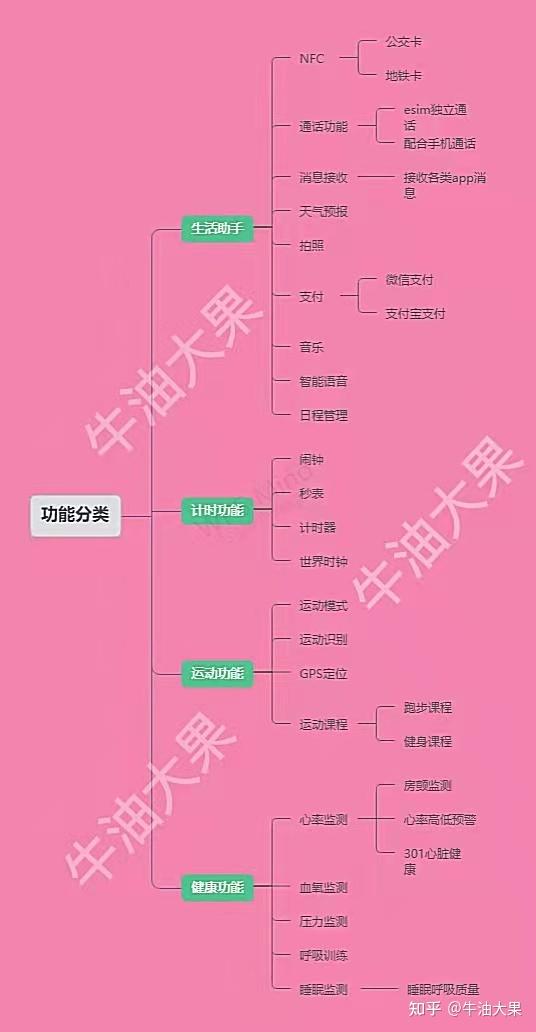 NFC
公交卡
地铁卡
通话功能
esim独立通
话
配合手机通话
消息接收
接收各类app消
息
天气预报
生活助手
拍照
支付
微信支付
支付宝支付
音乐
智能语音
日程管理
牛油大果
功能分类
计时功能
闹钟
秒表
计时器
世界时钟
牛油大果
运动功能
运动模式
运动识别
GPS定位
运动课程
跑步课程
健身课程
牛油大果
健康功能
心率监测
房颤监测
心率高低预警
301心脏健
康
血氧监测
压力监测
呼吸训练
睡眠监测
睡眠呼吸质量
知乎 @牛油大果